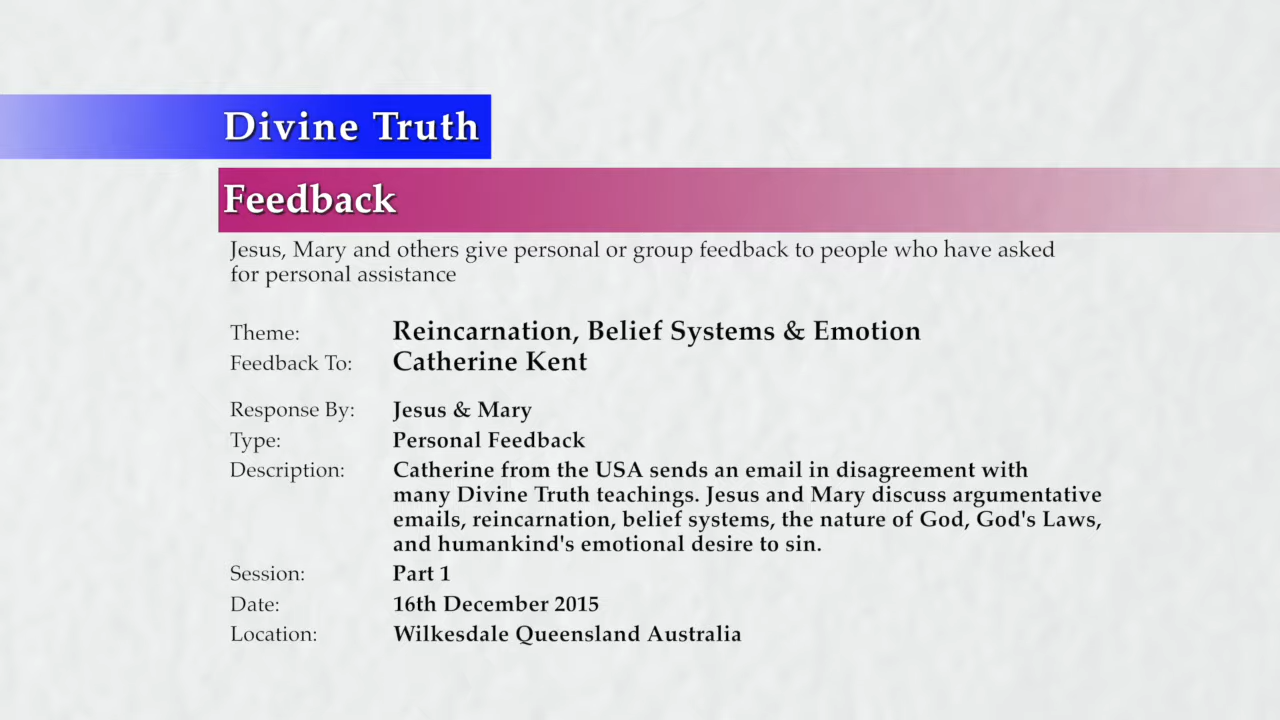 Divine Truth
Feedback
Jesus, Mary and others give personal or group feedback to people who have asked
for personal assistance
Theme: Reincarnation, Belief Systems & Emotion
Feedback To: Catherine Kent
Response By: Jesus & Mary
Type: Personal Feedback
Description: Catherine from the USA sends an email in disagreement with
many Divine Truth teachings. Jesus and Mary discuss argumentative
emails, reincarnation, belief systems, the nature of God, God's Laws,
and humankind's emotional desire to sin.
Session: Part 1
Date: 16th December 2015
Location: Wilkesdale Queensland Australia